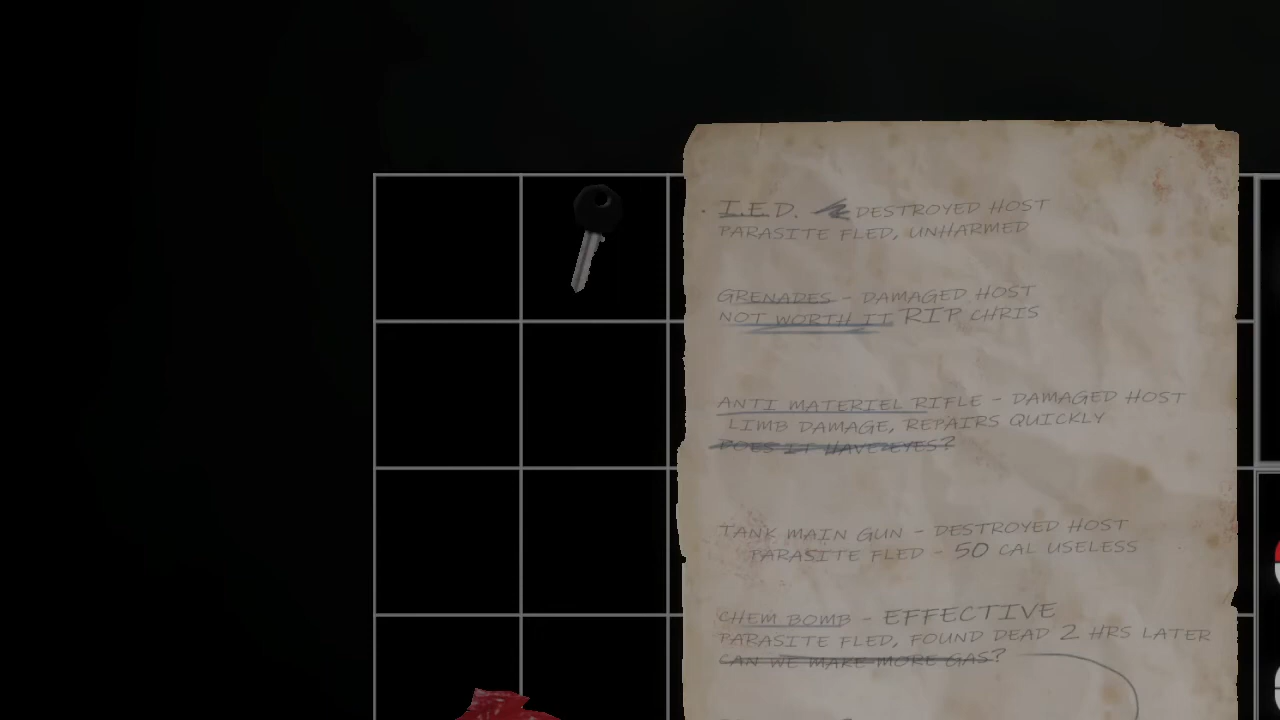 I.E.D. DESTROYED HOST
PARASITE FLED, UNHARMED
GRENADES - DAMAGED HOST
NOT WORTH IT RIP CHRIS
ANTI MATERIEL RIFLE - DAMAGED HOST
LIMB DAMAGE, REPAIRS QUICKLY
DOES IT HAVE EYES?
TANK MAIN GUN - DESTROYED HOST
PARASITE FLED - 50 CAL USELESS
CHEM BOMB - EFFECTIVE
PARASITE FLED, FOUND DEAD 2 HRS LATER
CAN WE MAKE MORE GAS?